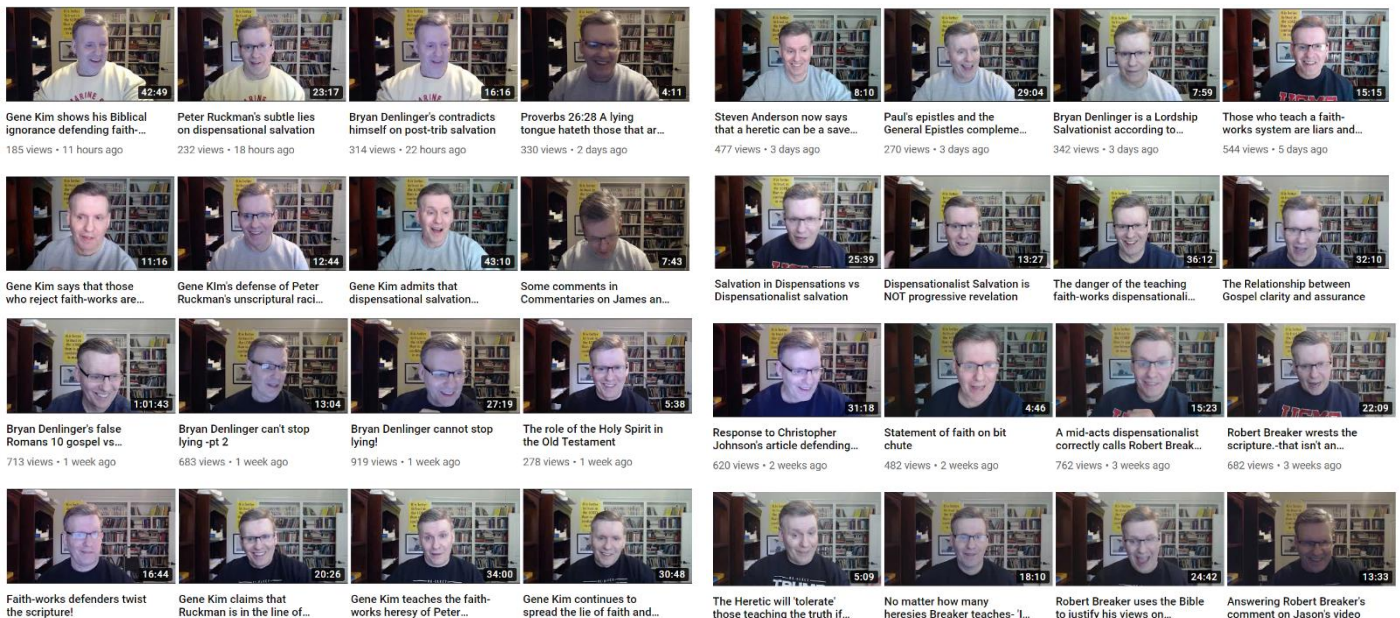 42:49
23:17
16:16
4:11
Gene Kim shows his Biblical
ignorance defending faith-...
185 views • 11 hours ago
Peter Ruckman's subtle lies
on dispensational salvation
232 views • 18 hours ago
Bryan Denlinger's contradicts
himself on post-trib salvation
314 views • 22 hours ago
Proverbs 26:28 A lying
tongue hateth those that ar...
330 views • 2 days ago
8:10
29:04
7:59
15:15
Steven Anderson now says
that a heretic can be a save...
477 views • 3 days ago
Paul's epistles and the
General Epistles compleme...
270 views • 3 days ago
Bryan Denlinger is a Lordship
Salvationist according to...
342 views • 3 days ago
Those who teach a faith-
works system are liars and...
544 views • 5 days ago
11:16
12:44
43:10
7:43
Gene Kim says that those
who reject faith-works are...
Gene KIm's defense of Peter
Ruckman's unscriptural raci...
Gene Kim admits that
dispensational salvation...
Some comments in
Commentaries on James an...
25:39
13:27
36:12
32:10
Salvation in Dispensations vs
Dispensationalist salvation
Dispensationalist Salvation is
NOT progressive revelation
The danger of the teaching
faith-works dispensationali...
The Relationship between
Gospel clarity and assurance
1:01:43
13:04
27:19
5:38
Bryan Denlinger's false
Romans 10 gospel vs...
713 views • 1 week ago
Bryan Denlinger can't stop
lying -pt 2
683 views • 1 week ago
Bryan Denlinger cannot stop
lying!
919 views • 1 week ago
The role of the Holy Spirit in
the Old Testament
278 views • 1 week ago
31:18
4:46
15:23
22:09
Response to Christopher
Johnson's article defending...
620 views • 2 weeks ago
Statement of faith on bit
chute
482 views • 2 weeks ago
A mid-acts dispensationalist
correctly calls Robert Break...
762 views • 3 weeks ago
Robert Breaker wrests the
scripture.-that isn't an...
682 views • 3 weeks ago
16:44
20:26
34:00
30:48
Faith-works defenders twist
the scripture!
Gene Kim claims that
Ruckman is in the line of...
Gene Kim teaches the faith-
works heresy of Peter...
Gene Kim continues to
spread the lie of faith and...
TRUMP
5:09
18:10
24:42
13:33
The Heretic will 'tolerate'
those teaching the truth if...
No matter how many
heresies Breaker teaches- 'I...
Robert Breaker uses the Bible
to justify his views on...
Answering Robert Breaker's
comment on Jason's video